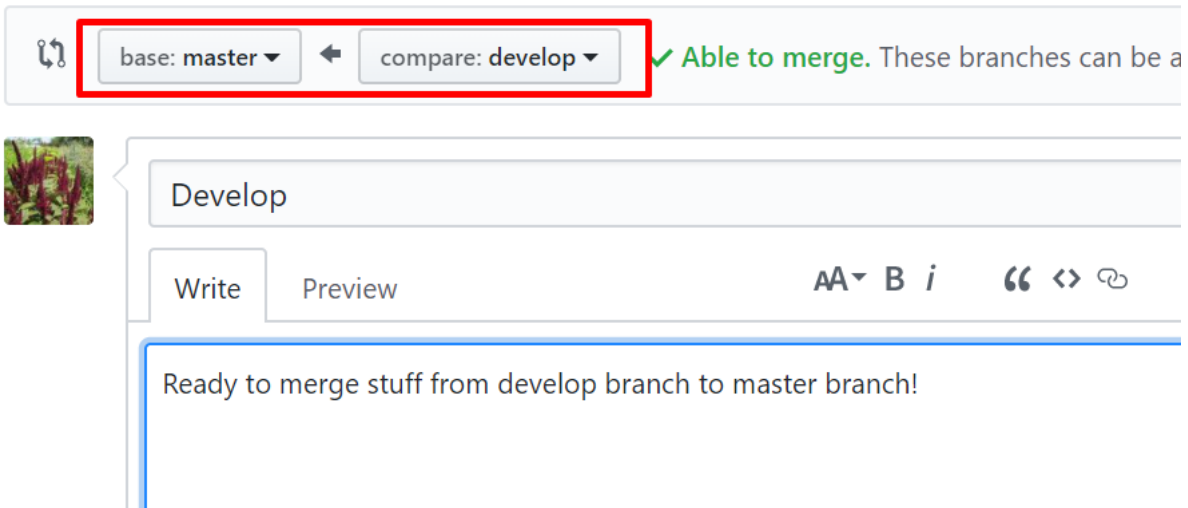 base: master compare: develop Able to merge. These branches can be
Develop
Write Preview AA B i
Ready to merge stuff from develop branch to master branch!